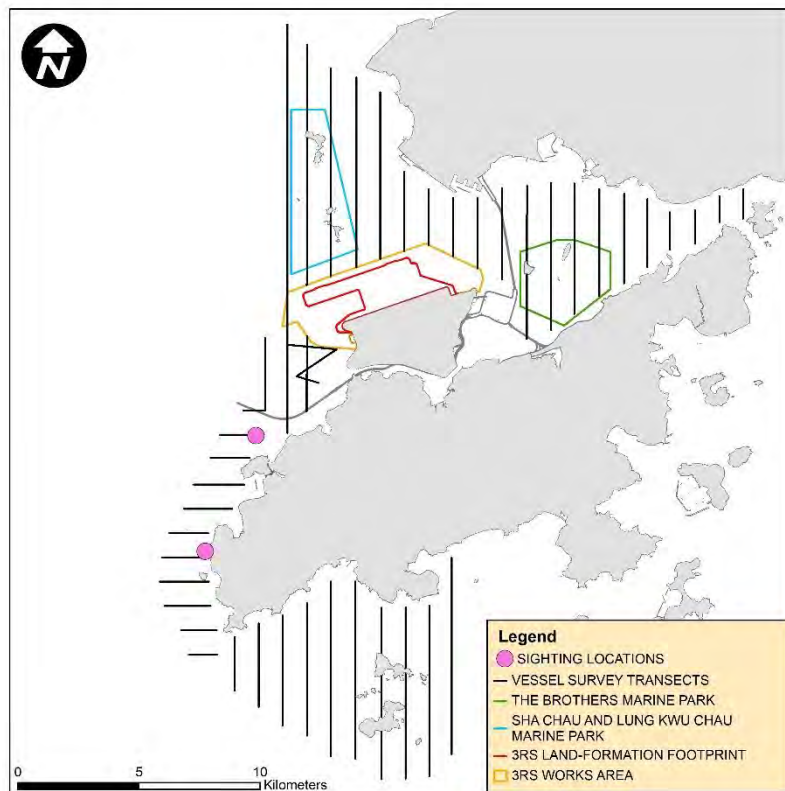 N
Legend
SIGHTING LOCATIONS
VESSEL SURVEY TRANSECTS
THE BROTHERS MARINE PARK
SHA CHAU AND LUNG KWU CHAU
MARINE PARK
3RS LAND-FORMATION FOOTPRINT
3RS WORKS AREA
0 5 10
Kilometers